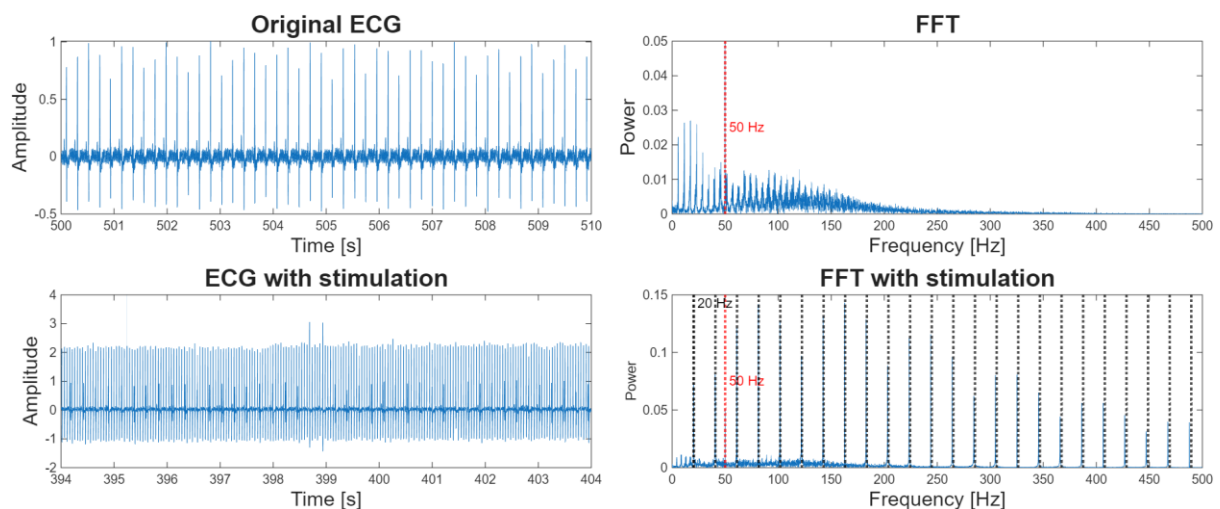 Original ECG
Amplitude
1
0.5
0
-0.5
500 501 502 503 504 505 506 507 508 509 510
Time [s]
FFT
Power
0.05
0.04
0.03
0.02
0.01
0
50 Hz
0 50 100 150 200 250 300 350 400 450 500
Frequency [Hz]
ECG with stimulation
Amplitude
4
3
2
1
0
-1
-2
394 395 396 397 398 399 400 401 402 403 404
Time [s]
FFT with stimulation
Power
0.15
0.1
0.05
0
20 Hz
50 Hz
0 50 100 150 200 250 300 350 400 450 500
Frequency [Hz]